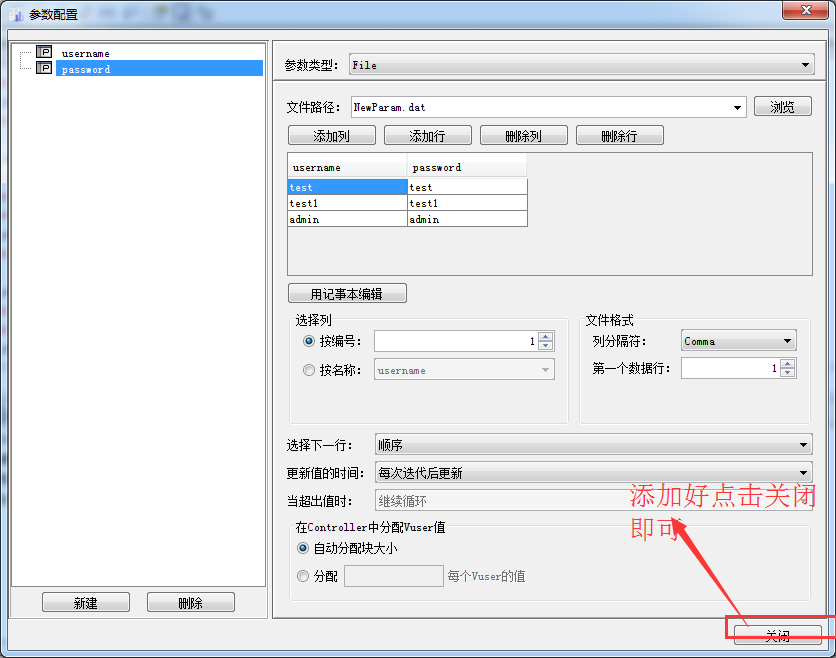 参数配置
username
password
参数类型: File
文件路径: NewParam.dat 浏览
添加列 添加行 删除列 删除行
username password
test test
test1 test1
admin admin
用记事本编辑
选择列
按编号: 1
按名称: username
文件格式
列分隔符: Comma
第一个数据行: 1
选择下一行: 顺序
更新值的时间: 每次迭代后更新
当超出值时: 继续循环
添加好点击关闭
即可
在Controller中分配Vuser值
自动分配块大小
分配 每个Vuser的值
新建 删除
关闭